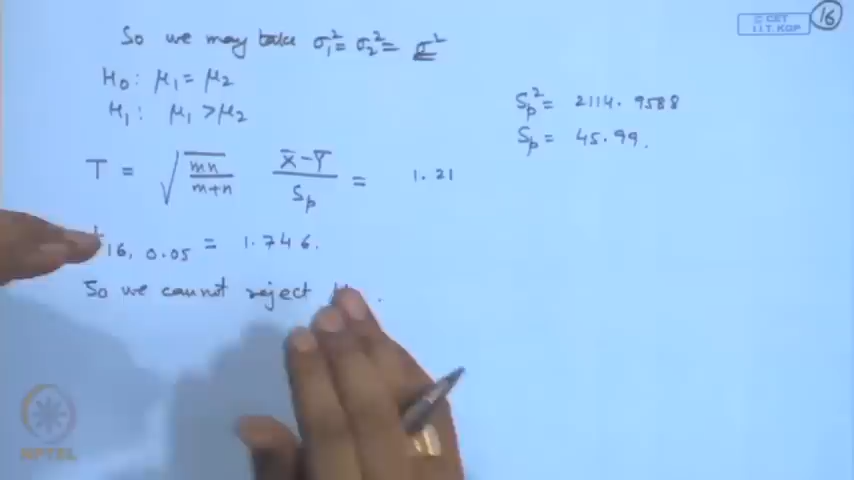 16
© CET
I.I.T. KGP
So we may take σ₁² = σ₂² = σ²
H₀ : μ₁ = μ₂
H₁ : μ₁ > μ₂
Sp² = 2114.9588
Sp = 45.99.
T = √(mn/(m+n)) (X̄ - Ȳ)/Sp = 1.21
16, 0.05 = 1.746.
So we cannot reject
NPTEL